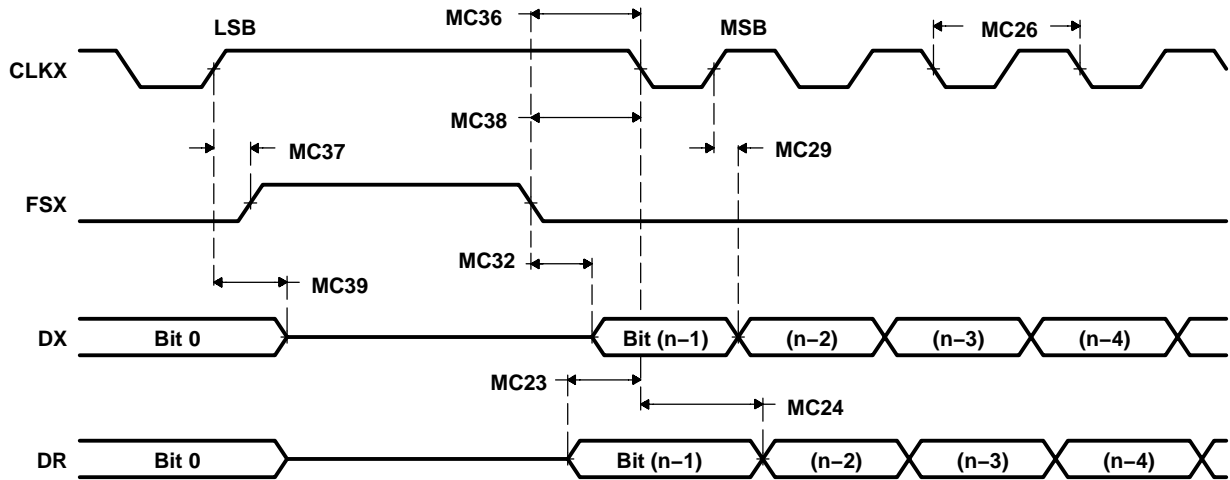 MC36
LSB
MSB
MC26
CLKX
MC38
MC37
MC29
FSX
MC32
MC39
DX
Bit 0
Bit (n−1)
(n−2)
(n−3)
(n−4)
MC23
MC24
DR
Bit 0
Bit (n−1)
(n−2)
(n−3)
(n−4)